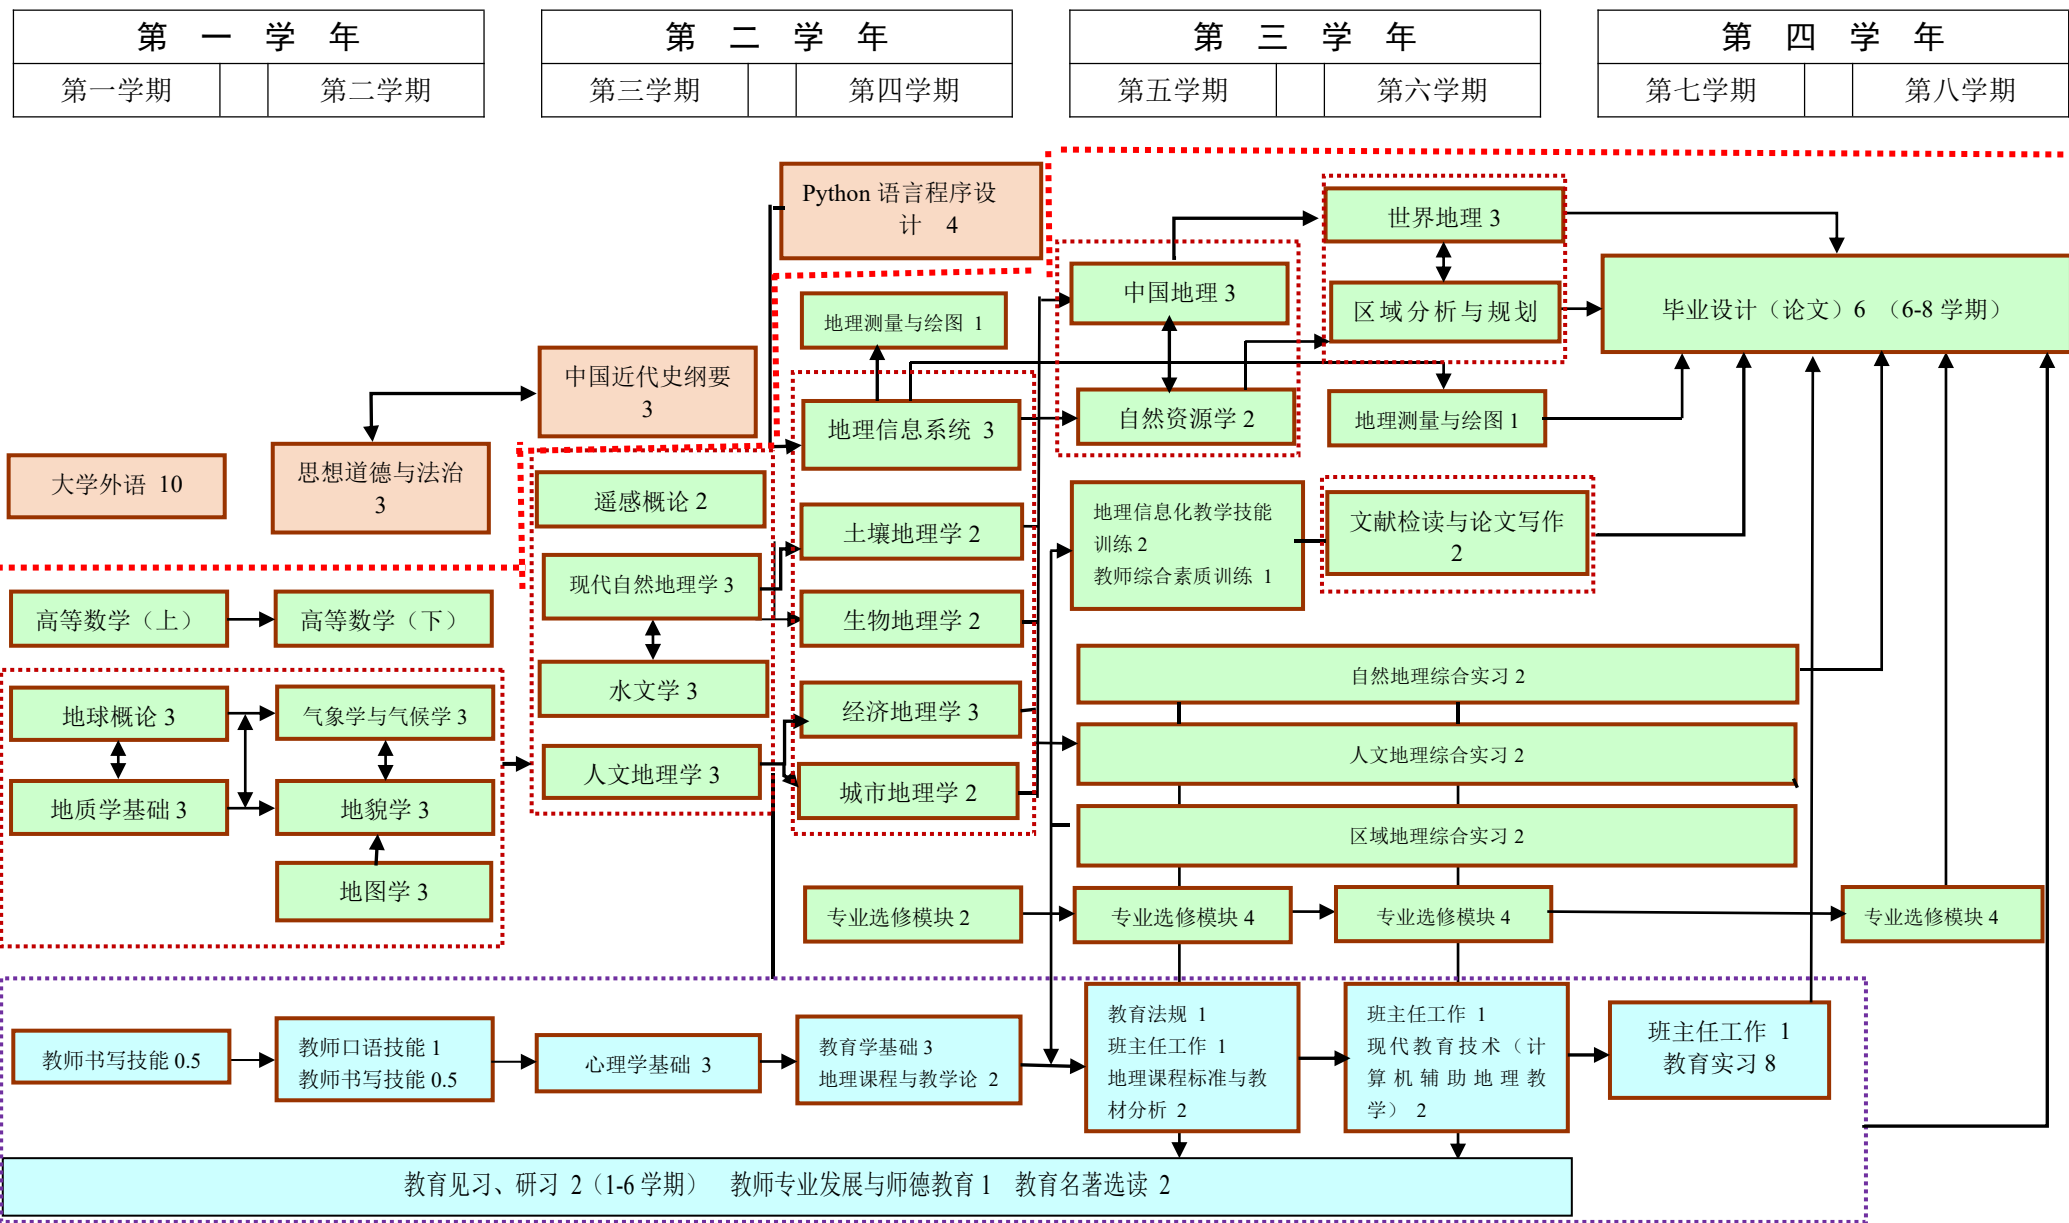 第 一 学 年
第一学期 第二学期
第 二 学 年
第三学期 第四学期
第 三 学 年
第五学期 第六学期
第 四 学 年
第七学期 第八学期
Python 语言程序设
计 4
世界地理 3
中国地理 3
区域分析与规划
毕业设计（论文）6 （6-8 学期）
地理测量与绘图 1
中国近代史纲要
3
地理信息系统 3
自然资源学 2
地理测量与绘图 1
大学外语 10
思想道德与法治
3
遥感概论 2
土壤地理学 2
地理信息化教学技能
训练 2
教师综合素质训练 1
文献检读与论文写作
2
现代自然地理学 3
高等数学（上）
高等数学（下）
生物地理学 2
自然地理综合实习 2
水文学 3
地球概论 3
气象学与气候学 3
经济地理学 3
人文地理综合实习 2
人文地理学 3
地质学基础 3
地貌学 3
城市地理学 2
区域地理综合实习 2
地图学 3
专业选修模块 2
专业选修模块 4
专业选修模块 4
专业选修模块 4
教师书写技能 0.5
教师口语技能 1
教师书写技能 0.5
心理学基础 3
教育学基础 3
地理课程与教学论 2
教育法规 1
班主任工作 1
地理课程标准与教
材分析 2
班主任工作 1
现代教育技术（计
算机辅助地理教
学） 2
班主任工作 1
教育实习 8
教育见习、研习 2（1-6 学期） 教师专业发展与师德教育 1 教育名著选读 2